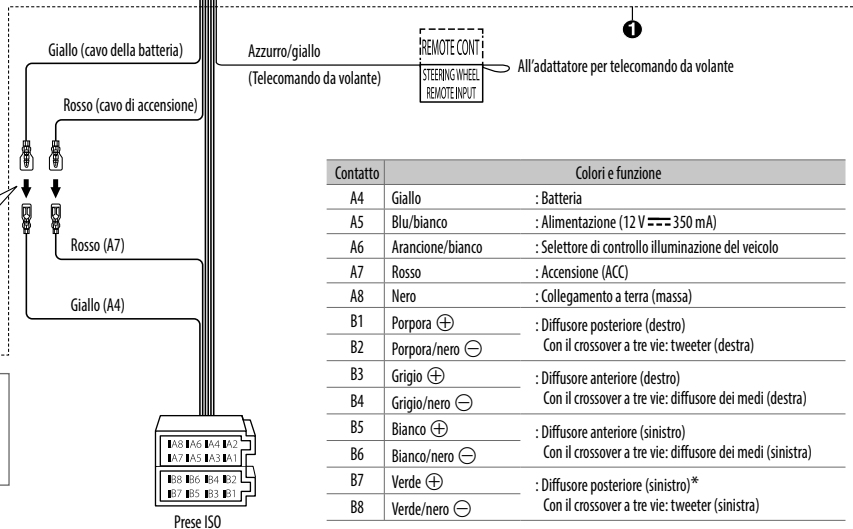 ❶
Giallo (cavo della batteria)
Azzurro/giallo
(Telecomando da volante)
REMOTE CONT
STEERING WHEEL
REMOTE INPUT
All'adattatore per telecomando da volante
Rosso (cavo di accensione)
Rosso (A7)
Giallo (A4)
A8 A6 A4 A2
A7 A5 A3 A1
B8 B6 B4 B2
B7 B5 B3 B1
Prese ISO
Contatto Colori e funzione
A4 Giallo : Batteria
A5 Blu/bianco : Alimentazione (12 V ⎓ 350 mA)
A6 Arancione/bianco : Selettore di controllo illuminazione del veicolo
A7 Rosso : Accensione (ACC)
A8 Nero : Collegamento a terra (massa)
B1 Porpora ⊕ : Diffusore posteriore (destro)
B2 Porpora/nero ⊖ Con il crossover a tre vie: tweeter (destra)
B3 Grigio ⊕ : Diffusore anteriore (destro)
B4 Grigio/nero ⊖ Con il crossover a tre vie: diffusore dei medi (destra)
B5 Bianco ⊕ : Diffusore anteriore (sinistro)
B6 Bianco/nero ⊖ Con il crossover a tre vie: diffusore dei medi (sinistra)
B7 Verde ⊕ : Diffusore posteriore (sinistro)*
B8 Verde/nero ⊖ Con il crossover a tre vie: tweeter (sinistra)